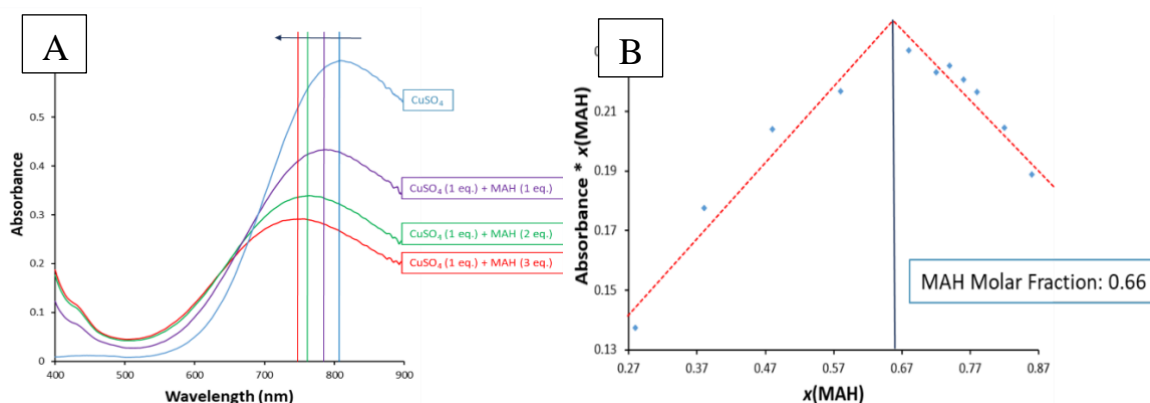 A
CuSO₄
0.5
0.4
0.3
0.2
0.1
0
Absorbance
CuSO₄ (1 eq.) + MAH (1 eq.)
CuSO₄ (1 eq.) + MAH (2 eq.)
CuSO₄ (1 eq.) + MAH (3 eq.)
400 500 600 700 800 900
Wavelength (nm)
B
0.21
0.19
0.17
0.15
0.13
Absorbance * x(MAH)
MAH Molar Fraction: 0.66
0.27 0.37 0.47 0.57 0.67 0.77 0.87
x(MAH)